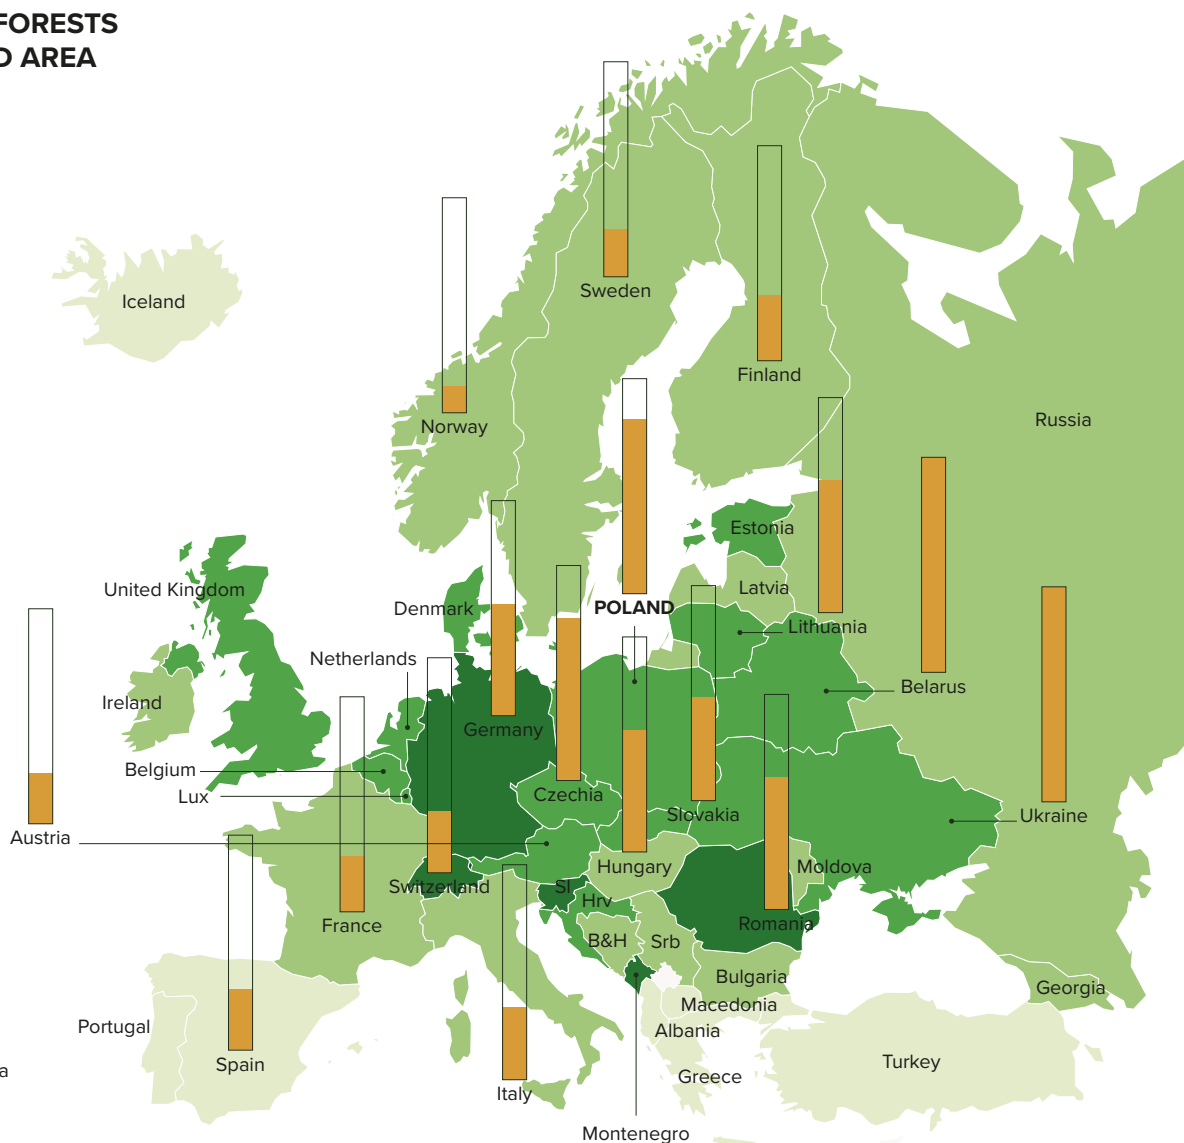 FORESTS
D AREA
Iceland
Sweden
Finland
Norway
Russia
Estonia
United Kingdom
Latvia
Denmark
POLAND
Lithuania
Netherlands
Belarus
Ireland
Germany
Belgium
Lux
Czechia
Slovakia
Ukraine
Austria
Hungary
Moldova
Switzerland
SI
Hrv
France
Romania
B&H
Srb
Bulgaria
Georgia
Macedonia
Portugal
Albania
Spain
Turkey
a
Greece
Italy
Montenegro